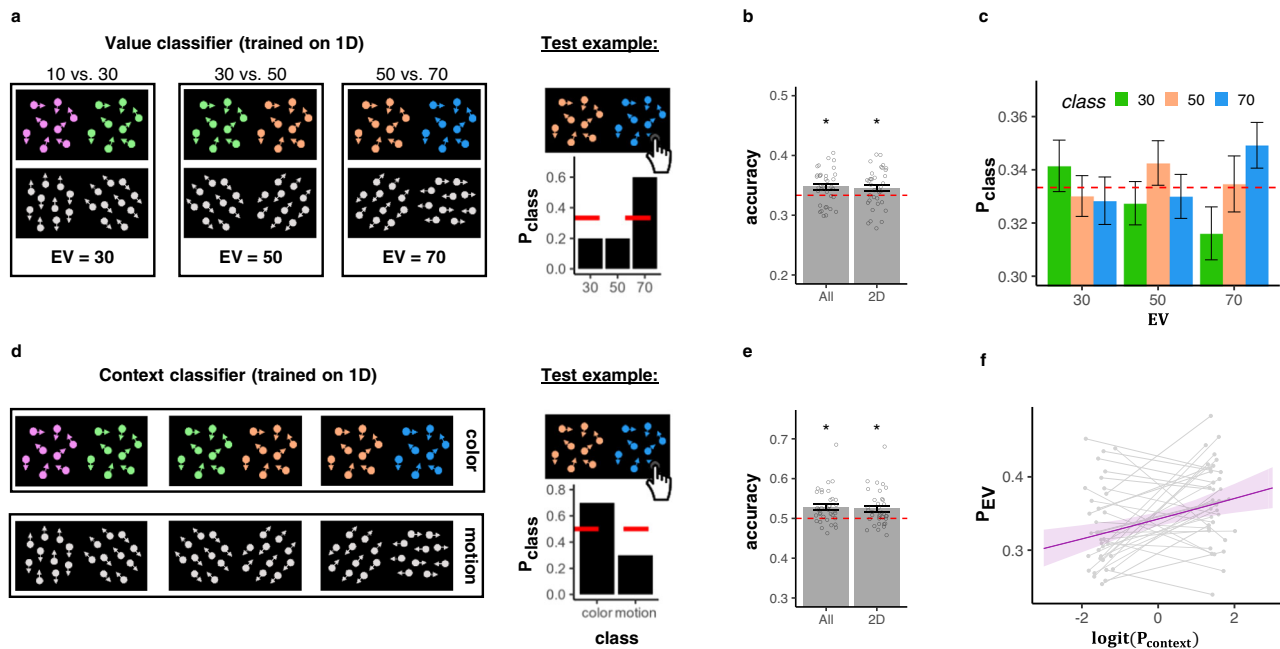 a
Value classifier (trained on 1D)
10 vs. 30
30 vs. 50
50 vs. 70
EV = 30
EV = 50
EV = 70
Test example:
Pclass
0.6
0.4
0.2
0.0
30 50 70
b
accuracy
0.5
0.4
0.3
0.2
* *
All 2D
c
class 30 50 70
Pclass
0.36
0.34
0.32
0.30
30 50 70
EV
d
Context classifier (trained on 1D)
color
motion
Test example:
Pclass
0.8
0.6
0.4
0.2
0.0
color motion
class
e
accuracy
0.7
0.6
0.5
0.4
0.3
* *
All 2D
f
PEV
0.4
0.3
-2 0 2
logit(Pcontext)